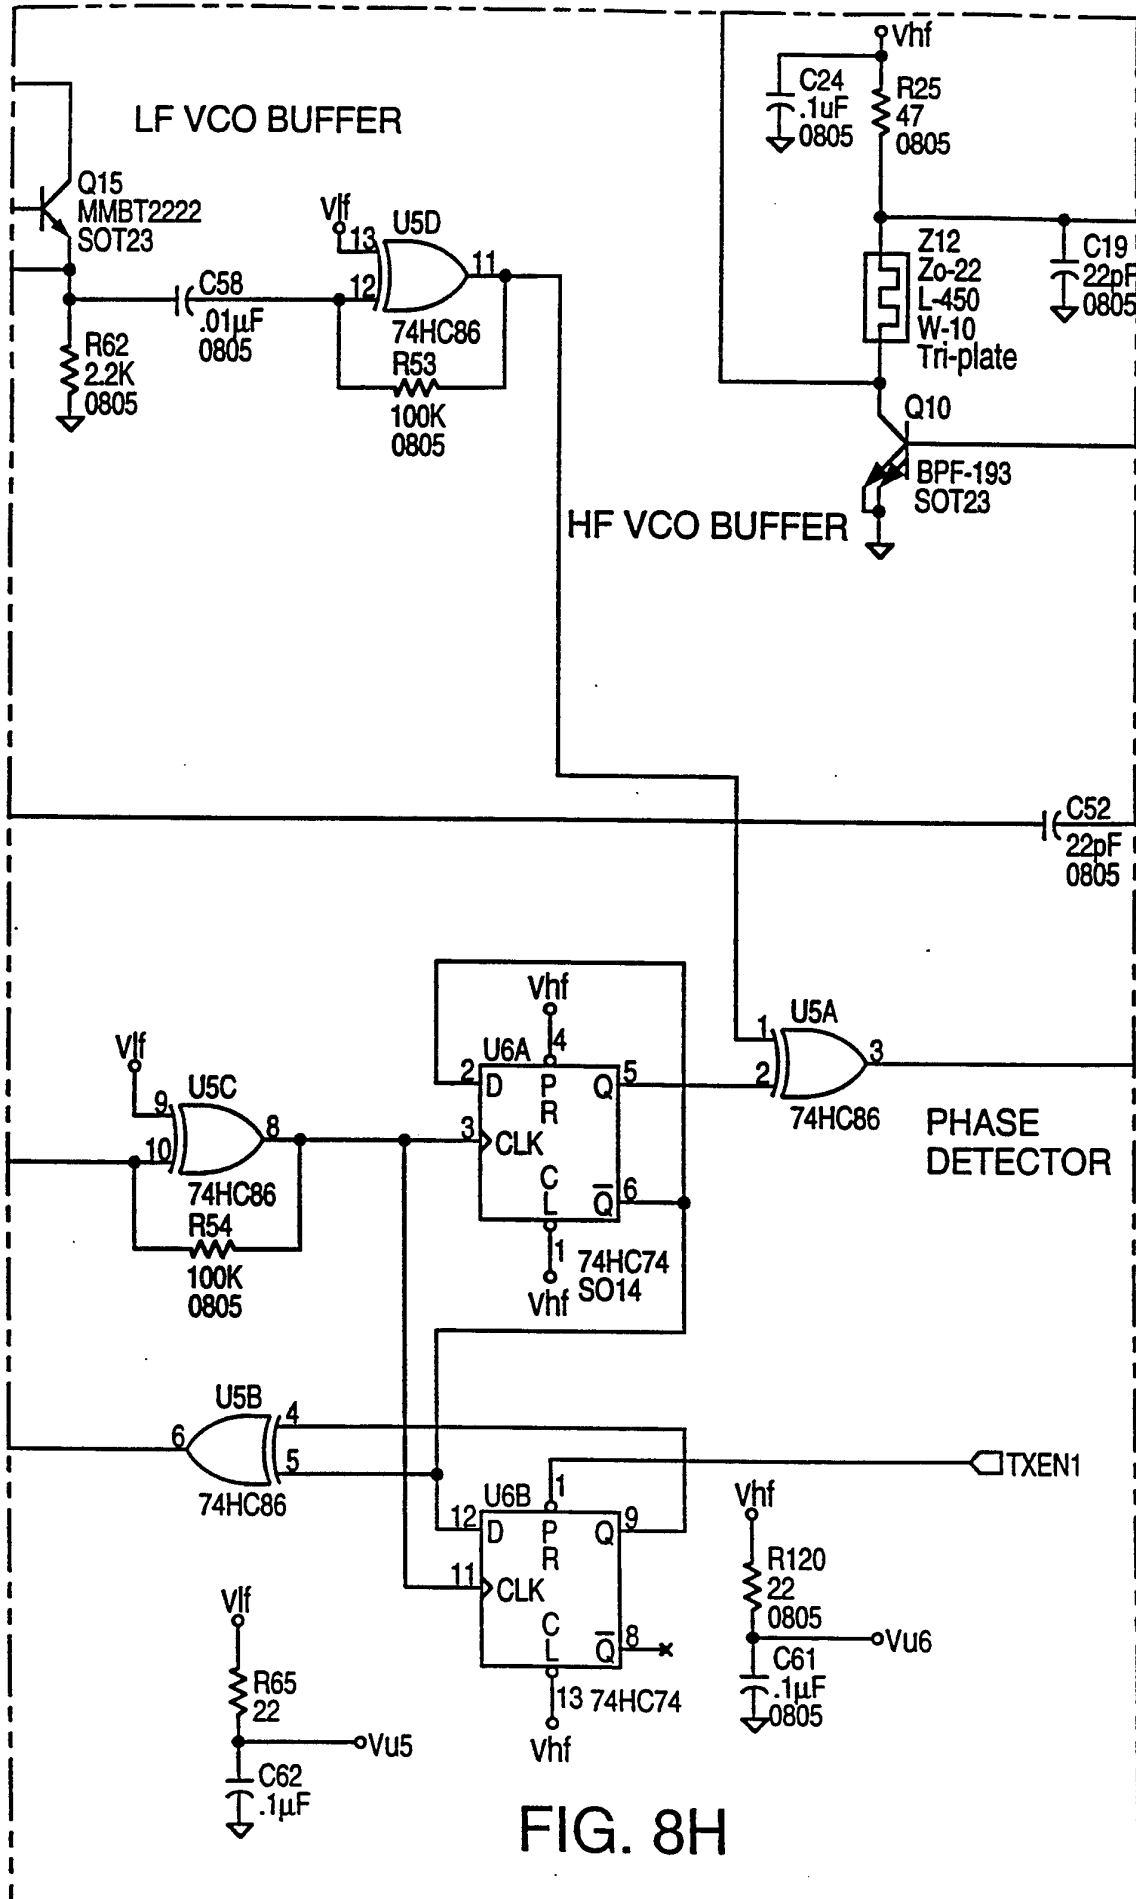 Vhf
C24
.1uF
0805
R25
47
0805
LF VCO BUFFER
Q15
MMBT2222
SOT23
Vlf
U5D
13
12
11
74HC86
C58
.01µF
0805
R62
2.2K
0805
R53
100K
0805
Z12
Zo-22
L-450
W-10
Tri-plate
C19
22pF
0805
Q10
BPF-193
SOT23
HF VCO BUFFER
C52
22pF
0805
Vhf
4
U6A
2
D
P
R
Q
5
3
CLK
C
L
Q̅
6
1
Vhf
74HC74
SO14
U5A
1
2
3
74HC86
PHASE
DETECTOR
Vlf
U5C
9
10
8
74HC86
R54
100K
0805
U5B
6
4
5
74HC86
TXEN1
U6B
1
12
D
P
R
Q
9
11
CLK
C
L
Q̅
8
13
74HC74
Vhf
Vhf
R120
22
0805
Vu6
C61
.1µF
0805
Vlf
R65
22
Vu5
C62
.1µF
FIG. 8H